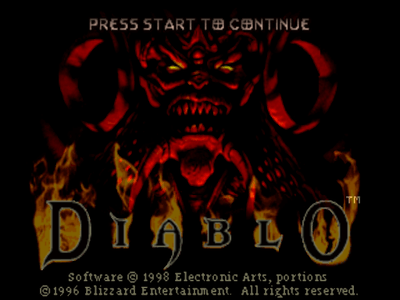 PRESS START TO CONTINUE
DIABLO™
Software © 1998 Electronic Arts, portions
© 1996 Blizzard Entertainment. All rights reserved.